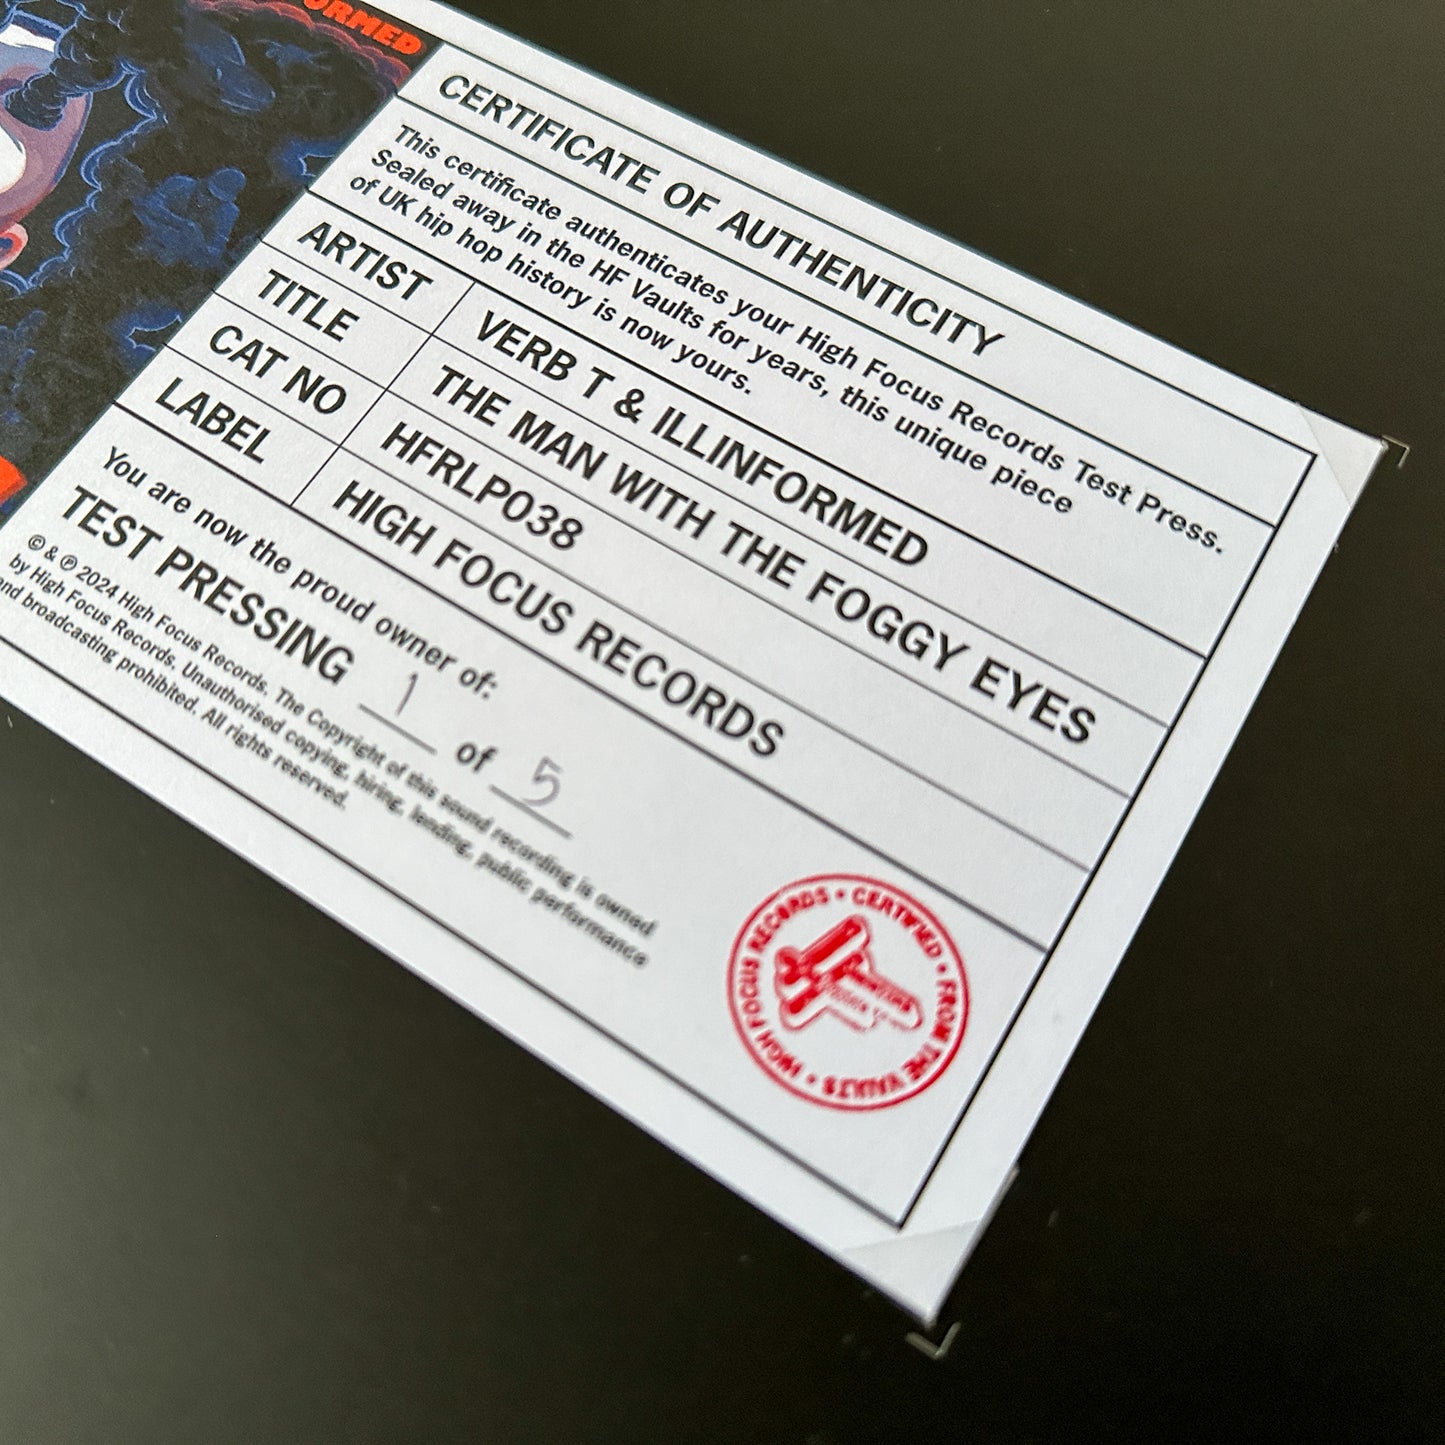 ORMED
CERTIFICATE OF AUTHENTICITY
This certificate authenticates your High Focus Records Test Press.
Sealed away in the HF Vaults for years, this unique piece
of UK hip hop history is now yours.
ARTIST VERB T & ILLINFORMED
TITLE THE MAN WITH THE FOGGY EYES
CAT NO HFRLP038
LABEL HIGH FOCUS RECORDS
You are now the proud owner of:
TEST PRESSING 1 of 5
© & ℗ 2024 High Focus Records. The Copyright of this sound recording is owned
by High Focus Records. Unauthorised copying, hiring, lending, public performance
and broadcasting prohibited. All rights reserved.
HIGH FOCUS RECORDS • CERTIFIED • FROM THE VAULTS •